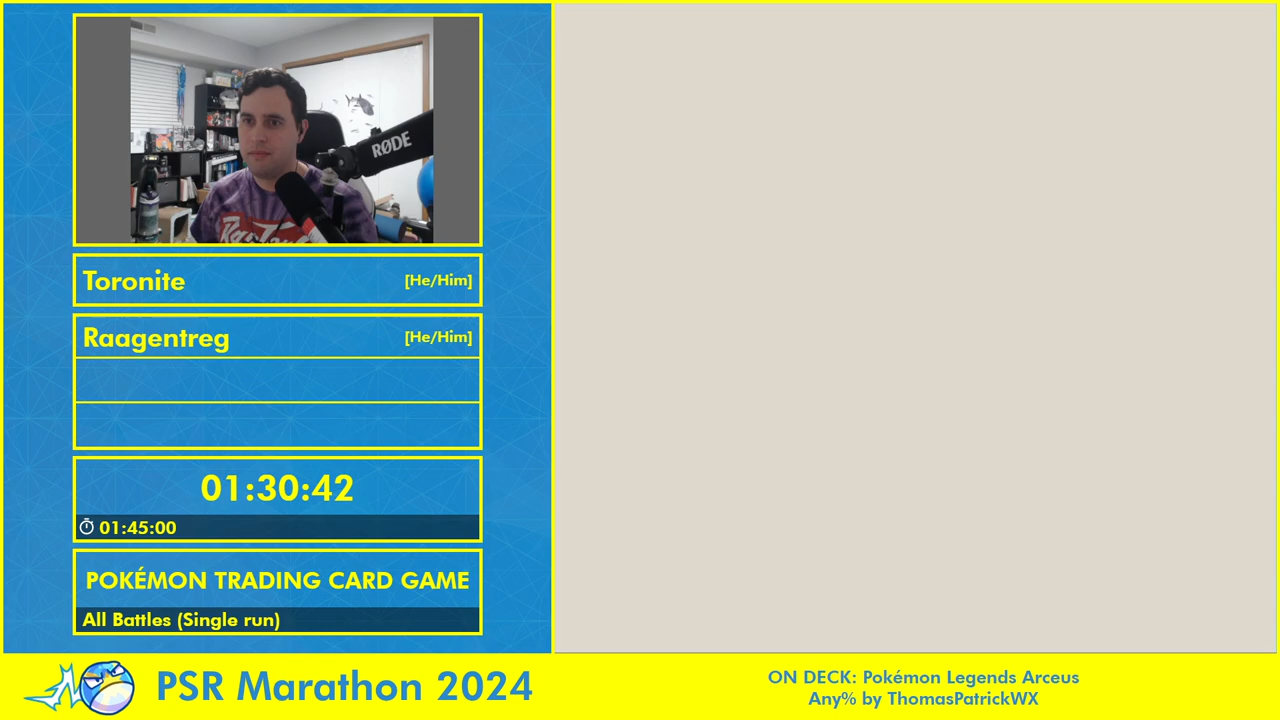 RØDE
Toronite [He/Him]
Raagentreg [He/Him]
01:30:42
01:45:00
POKÉMON TRADING CARD GAME
All Battles (Single run)
PSR Marathon 2024
ON DECK: Pokémon Legends Arceus
Any% by ThomasPatrickWX